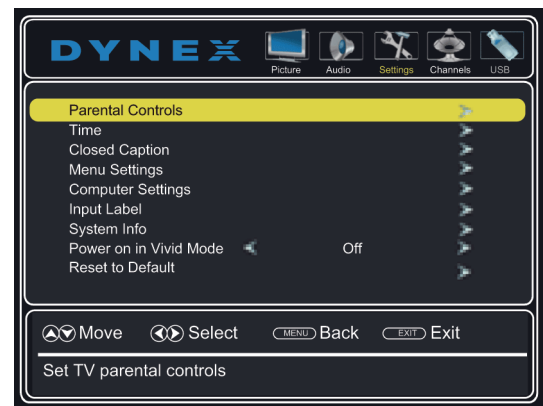 DYNEX
Picture Audio Settings Channels USB
Parental Controls
Time
Closed Caption
Menu Settings
Computer Settings
Input Label
System Info
Power on in Vivid Mode Off
Reset to Default
Move Select MENU Back EXIT Exit
Set TV parental controls